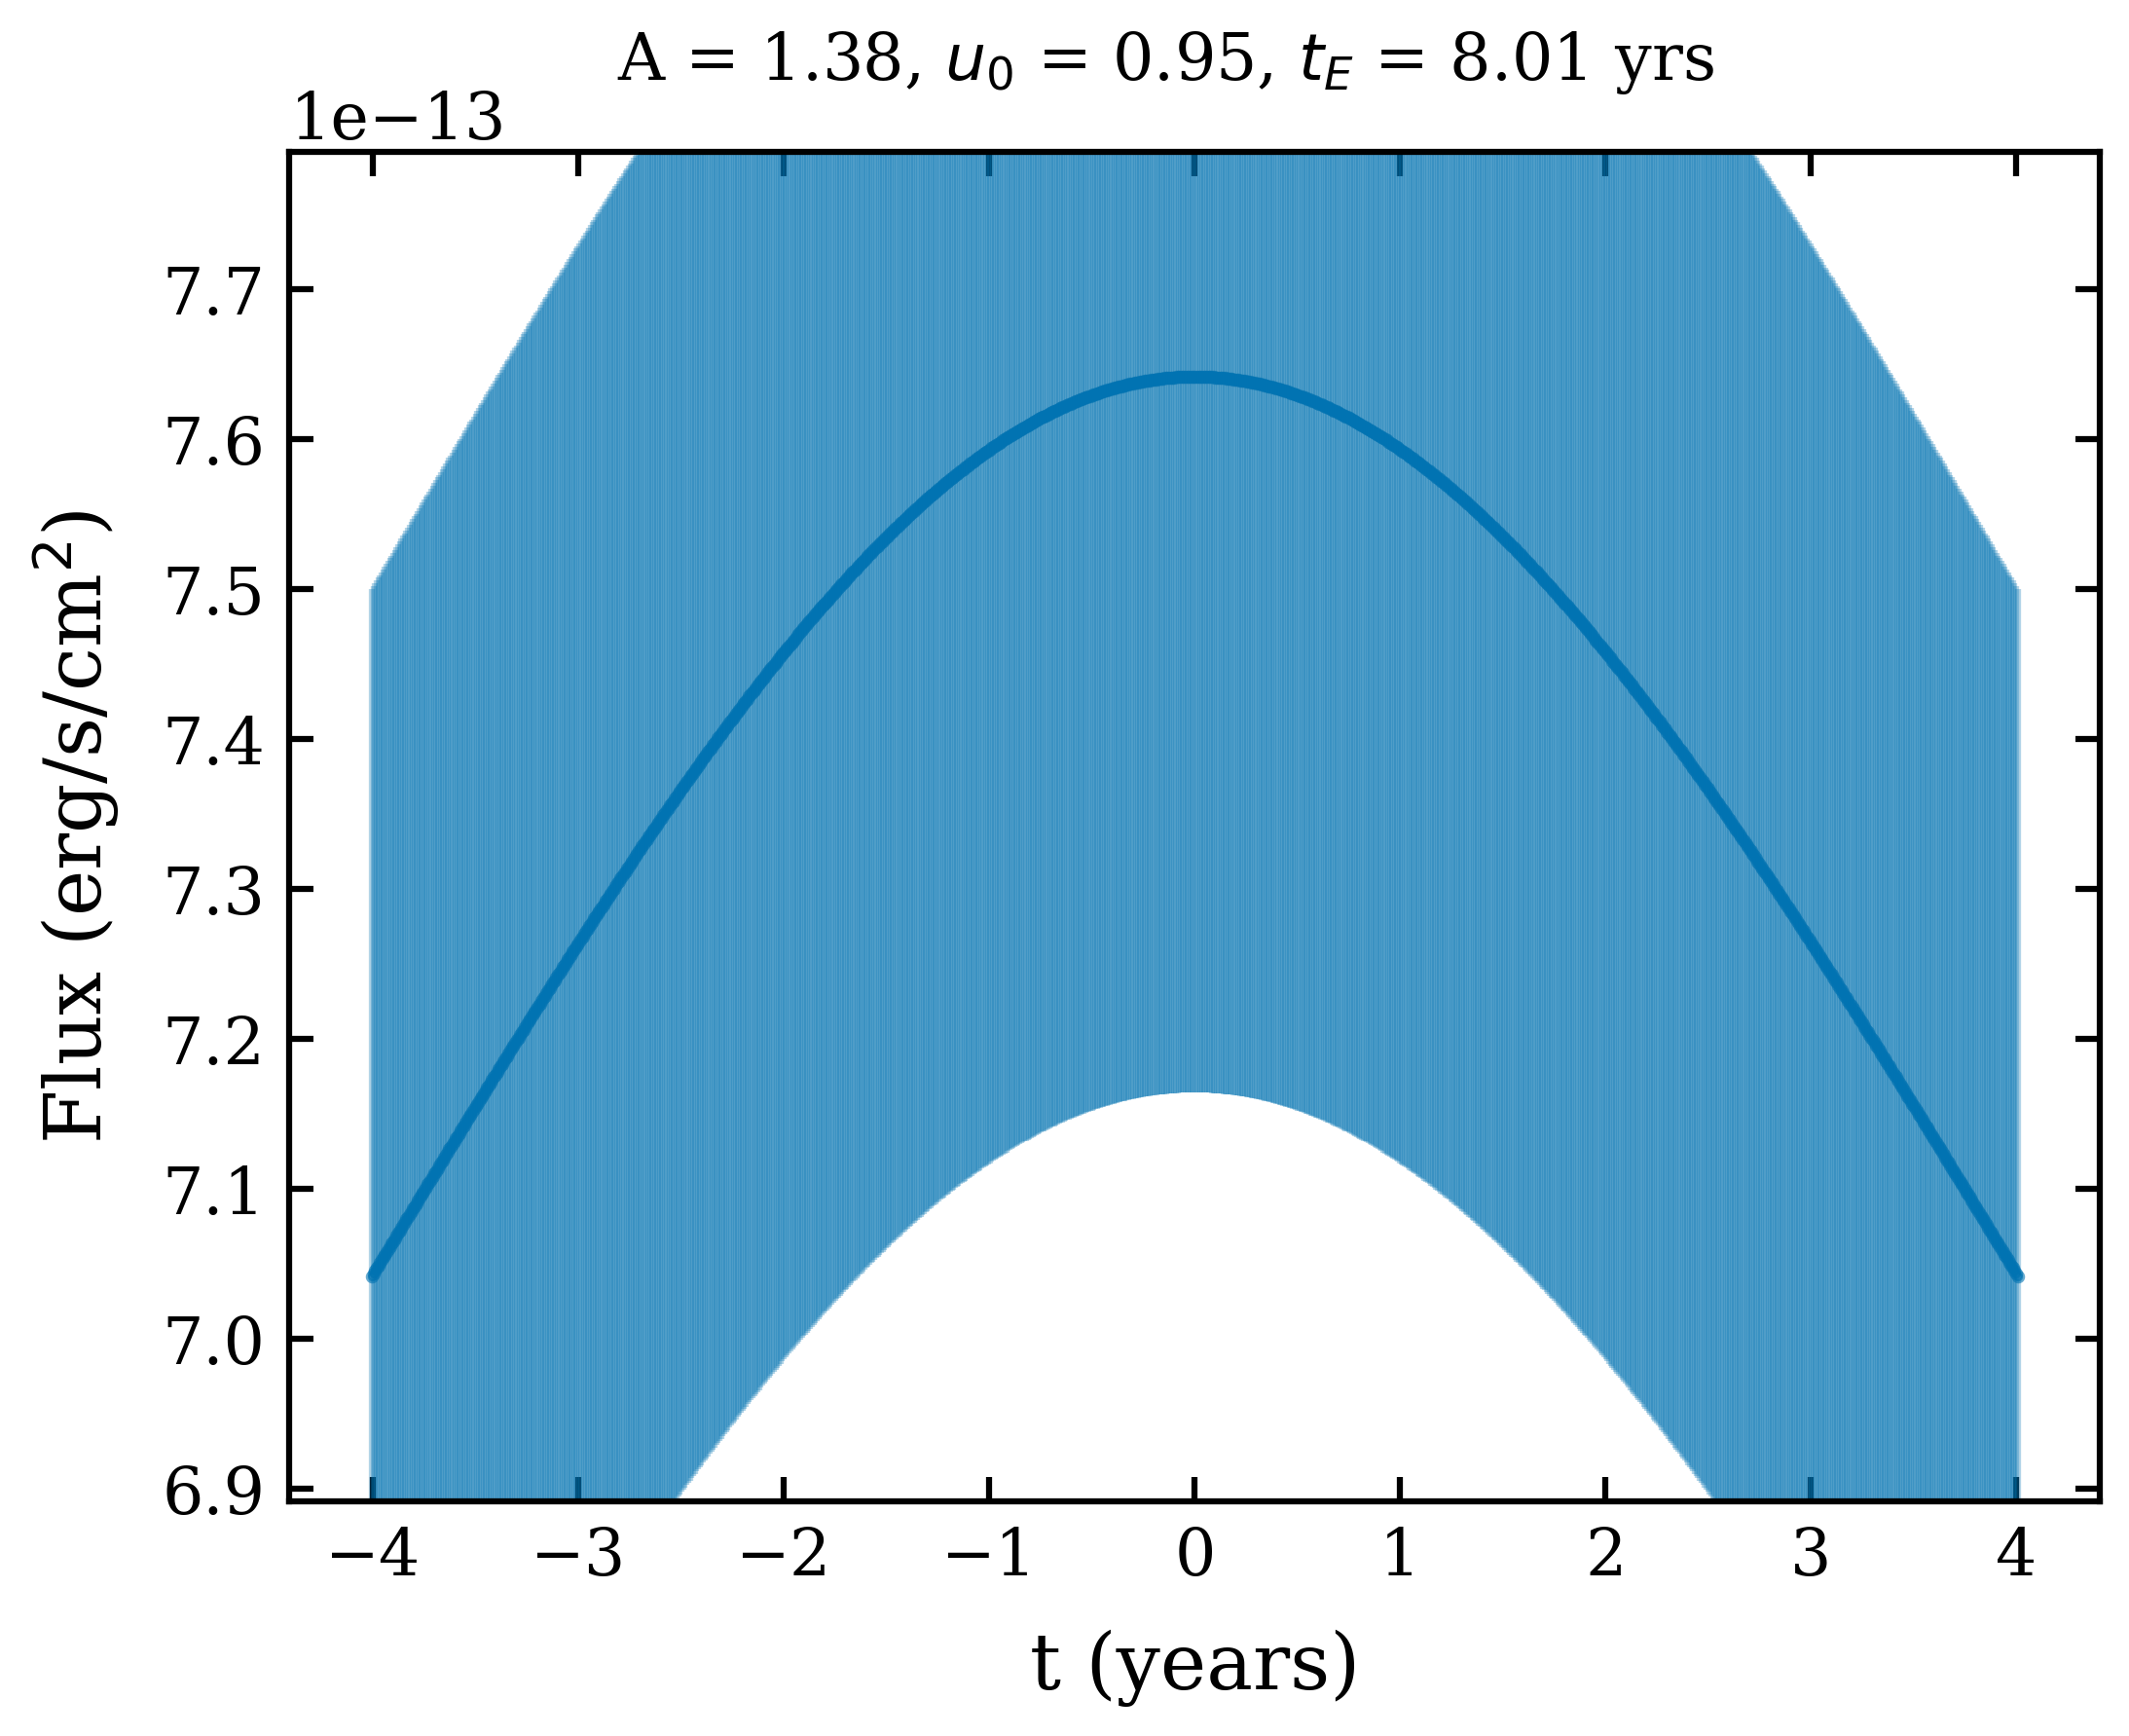 A = 1.38, u₀ = 0.95, t_E = 8.01 yrs
1e−13
Flux (erg/s/cm²)
7.7
7.6
7.5
7.4
7.3
7.2
7.1
7.0
6.9
−4 −3 −2 −1 0 1 2 3 4
t (years)